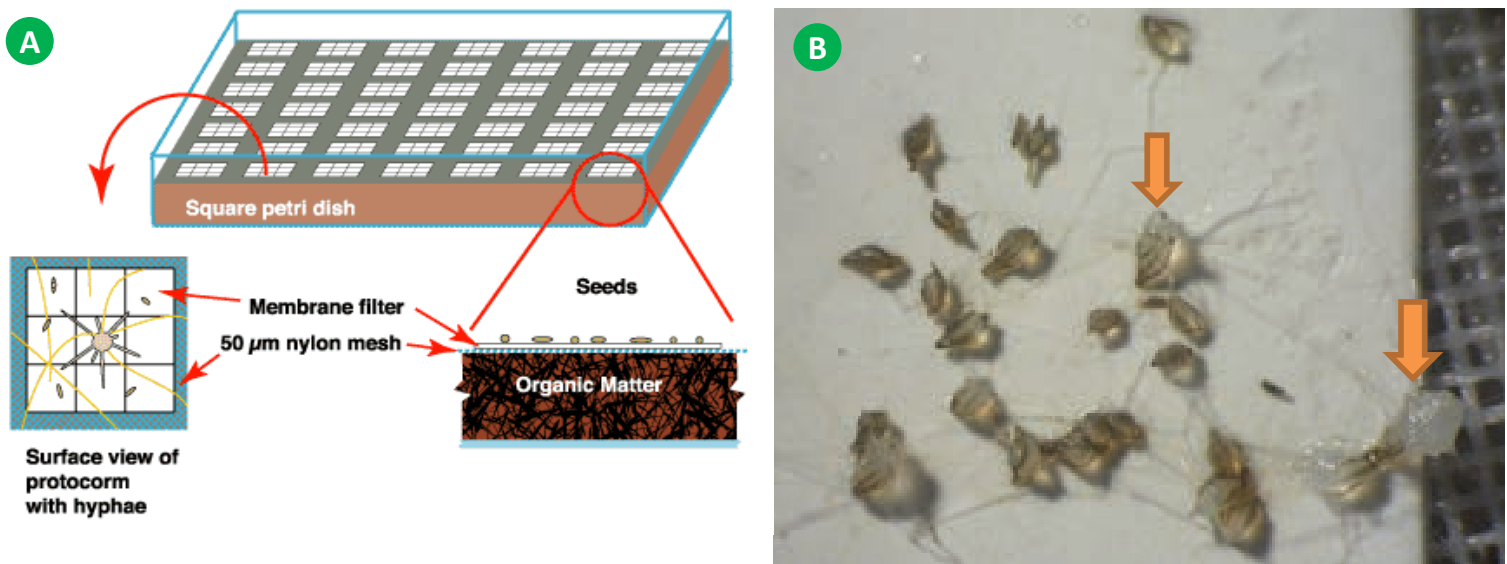 A
B
Square petri dish
Seeds
Membrane filter
50 µm nylon mesh
Organic Matter
Surface view of
protocorm
with hyphae